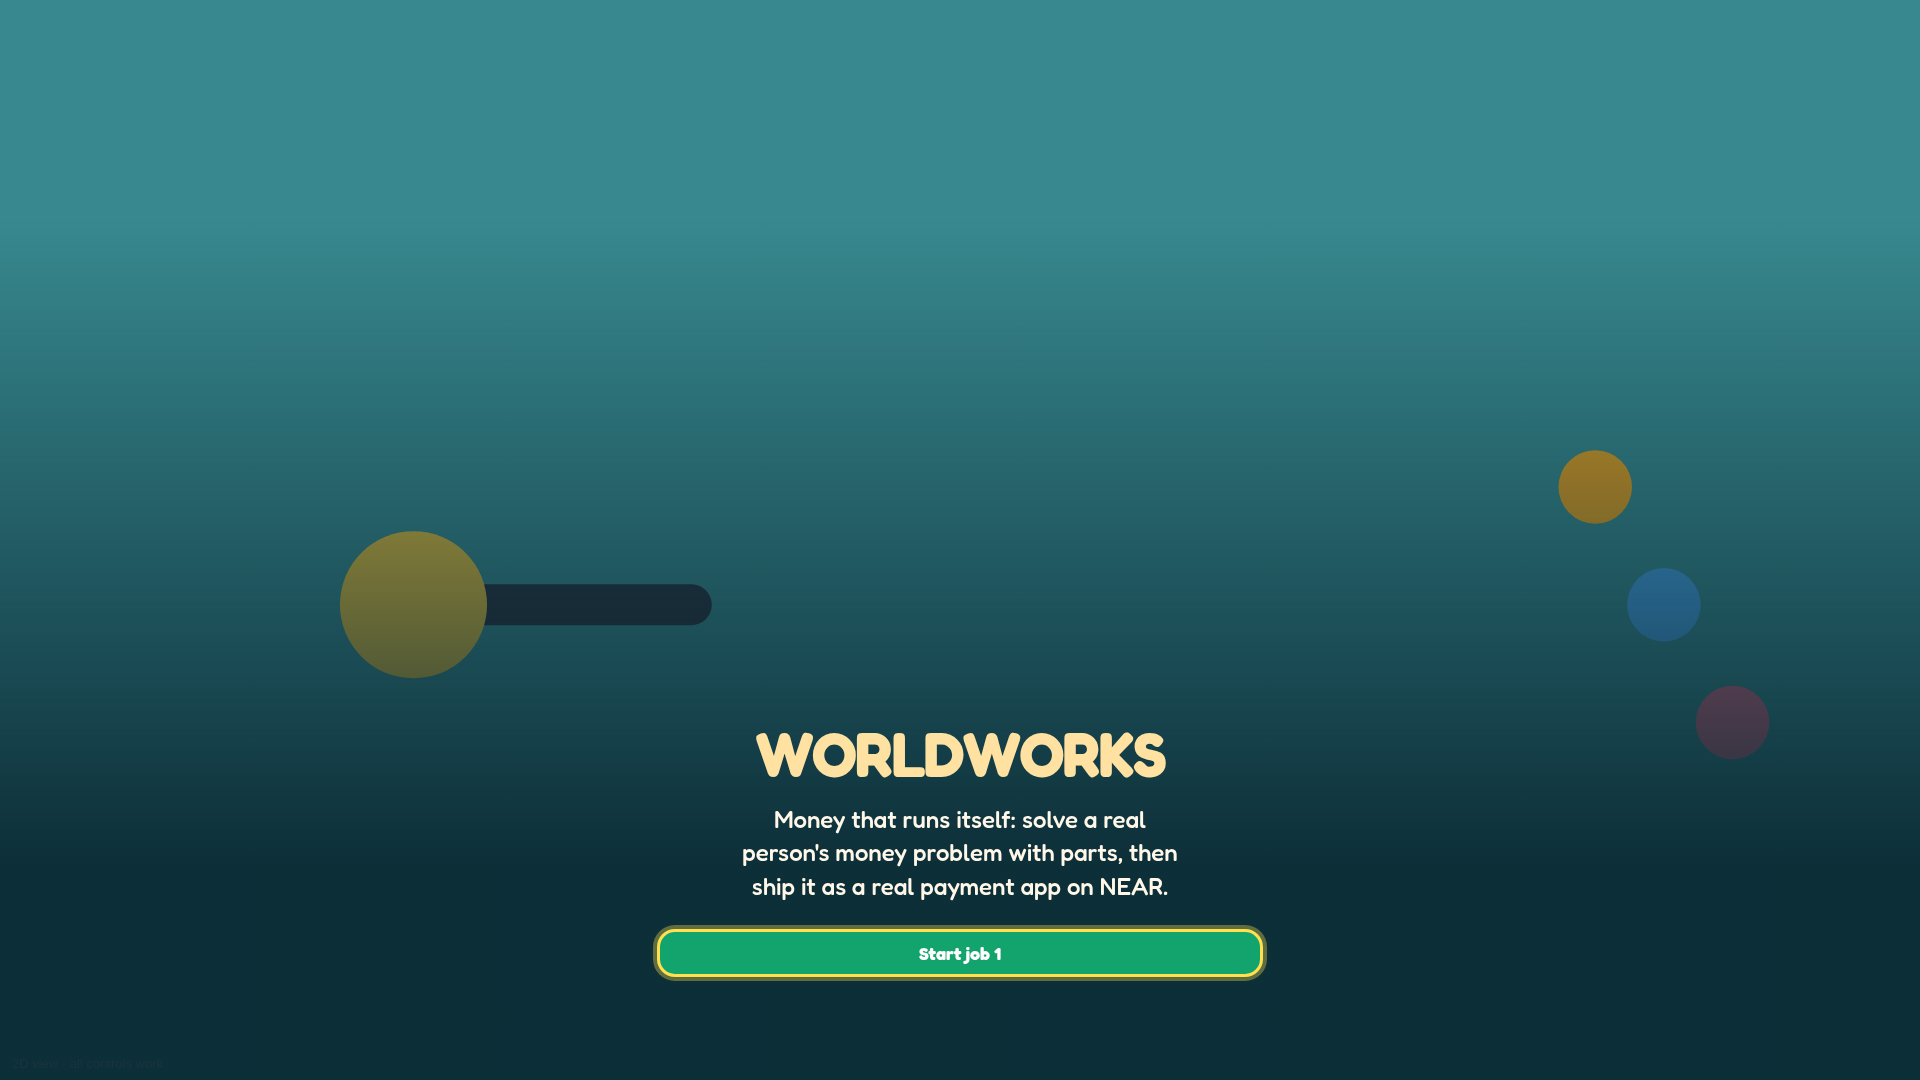 WORLDWORKS
Money that runs itself: solve a real
person's money problem with parts, then
ship it as a real payment app on NEAR.
Start job 1